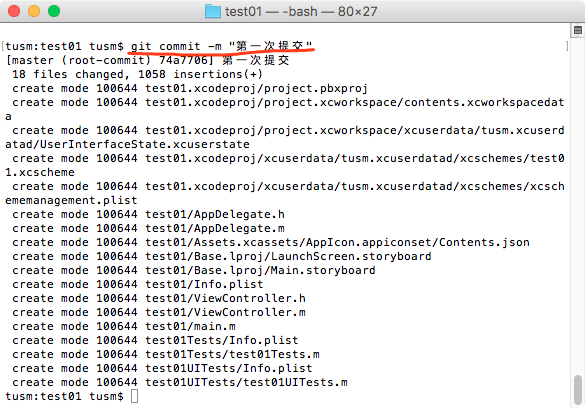 test01 — -bash — 80×27
[tusm:test01 tusm$ git commit -m "第一次提交"]
[master (root-commit) 74a7706] 第一次提交
 18 files changed, 1058 insertions(+)
 create mode 100644 test01.xcodeproj/project.pbxproj
 create mode 100644 test01.xcodeproj/project.xcworkspace/contents.xcworkspacedat
a
 create mode 100644 test01.xcodeproj/project.xcworkspace/xcuserdata/tusm.xcuserd
atad/UserInterfaceState.xcuserstate
 create mode 100644 test01.xcodeproj/xcuserdata/tusm.xcuserdatad/xcschemes/test0
1.xcscheme
 create mode 100644 test01.xcodeproj/xcuserdata/tusm.xcuserdatad/xcschemes/xcsch
ememanagement.plist
 create mode 100644 test01/AppDelegate.h
 create mode 100644 test01/AppDelegate.m
 create mode 100644 test01/Assets.xcassets/AppIcon.appiconset/Contents.json
 create mode 100644 test01/Base.lproj/LaunchScreen.storyboard
 create mode 100644 test01/Base.lproj/Main.storyboard
 create mode 100644 test01/Info.plist
 create mode 100644 test01/ViewController.h
 create mode 100644 test01/ViewController.m
 create mode 100644 test01/main.m
 create mode 100644 test01Tests/Info.plist
 create mode 100644 test01Tests/test01Tests.m
 create mode 100644 test01UITests/Info.plist
 create mode 100644 test01UITests/test01UITests.m
tusm:test01 tusm$